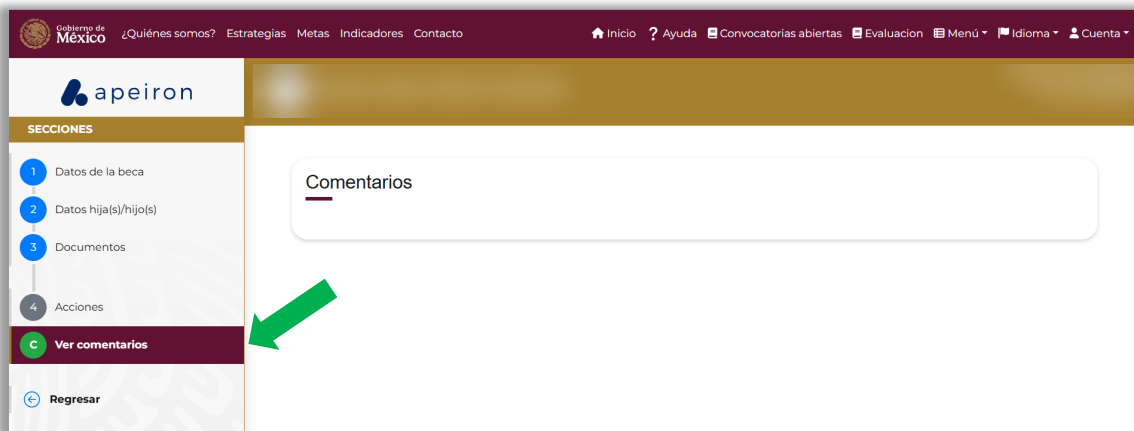 Gobierno de
México
¿Quiénes somos? Estrategias Metas Indicadores Contacto
Inicio ? Ayuda Convocatorias abiertas Evaluacion Menú Idioma Cuenta
apeiron
SECCIONES
1 Datos de la beca
2 Datos hija(s)/hijo(s)
3 Documentos
4 Acciones
C Ver comentarios
Regresar
Comentarios